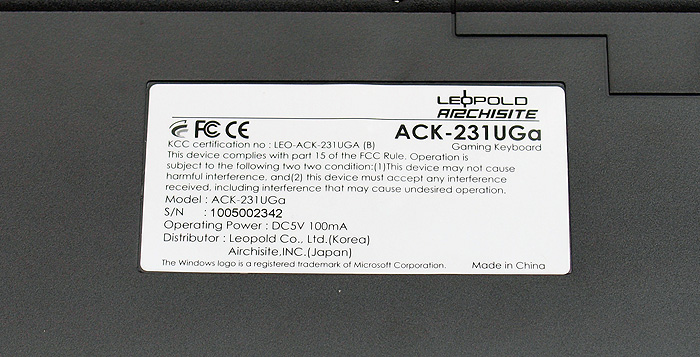 LEOPOLD
ARCHISITE
FC CE
ACK-231UGa
KCC certification no : LEO-ACK-231UGA (B)
Gaming Keyboard
This device complies with part 15 of the FCC Rule. Operation is
subject to the following two two condition:(1)This device may not cause
harmful interference, and(2) this device must accept any interference
received, including interference that may cause undesired operation.
Model : ACK-231UGa
S/N : 1005002342
Operating Power : DC5V 100mA
Distributor : Leopold Co., Ltd.(Korea)
Archisite,INC.(Japan)
The Windows logo is a registered trademark of Microsoft Corporation.
Made in China